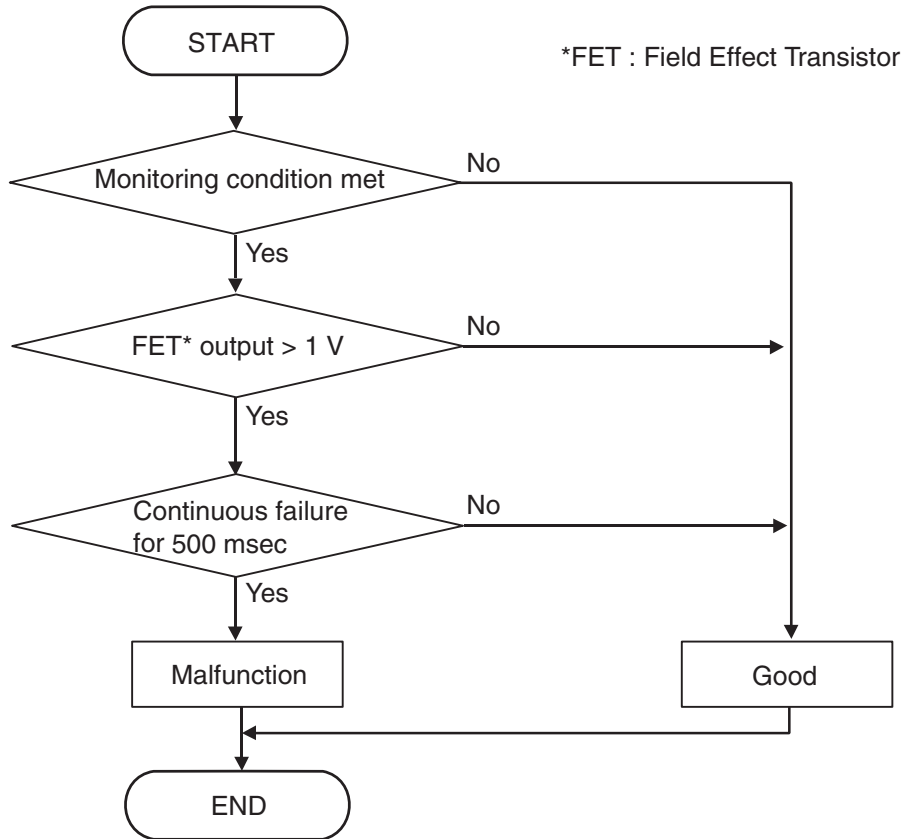 START
*FET : Field Effect Transistor
Monitoring condition met
No
Yes
FET* output > 1 V
No
Yes
Continuous failure
for 500 msec
No
Yes
Malfunction
Good
END